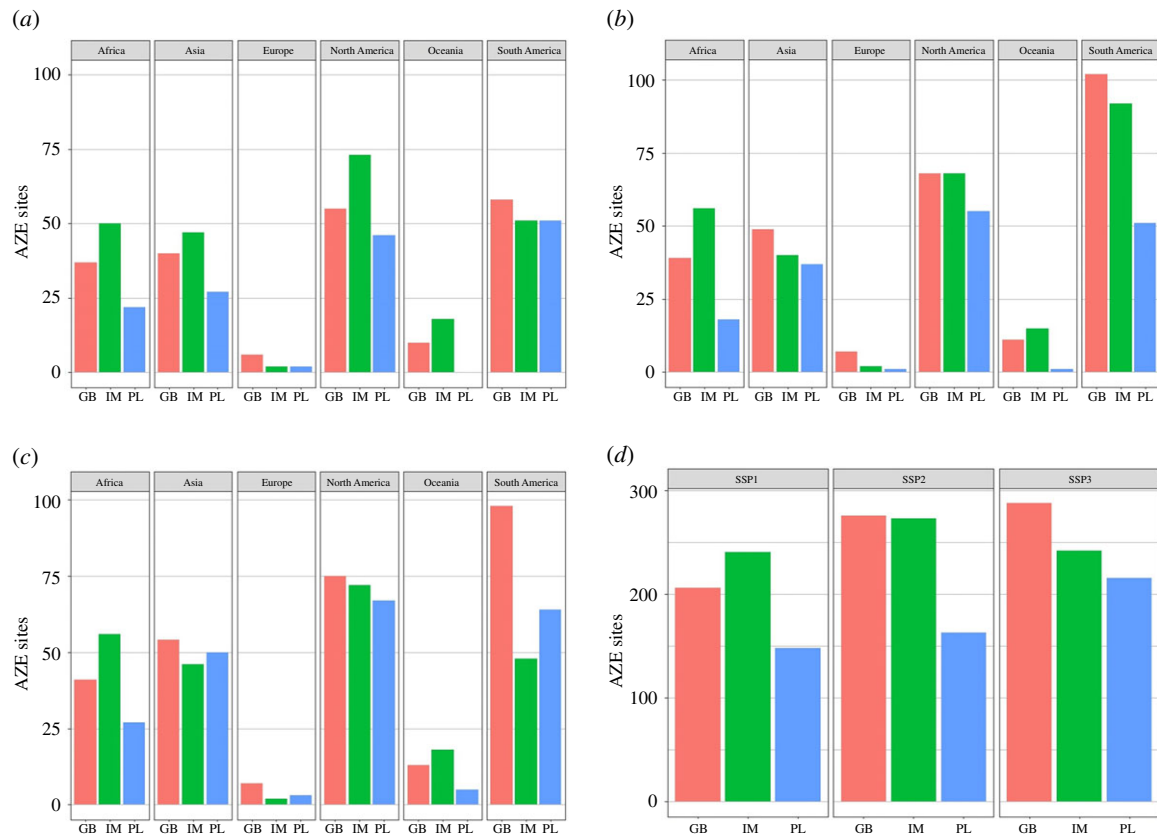 (a)
Africa Asia Europe North America Oceania South America
100
75
50
25
0
AZE sites
GB IM PL GB IM PL GB IM PL GB IM PL GB IM PL GB IM PL
(b)
Africa Asia Europe North America Oceania South America
100
75
50
25
0
AZE sites
GB IM PL GB IM PL GB IM PL GB IM PL GB IM PL GB IM PL
(c)
Africa Asia Europe North America Oceania South America
100
75
50
25
0
AZE sites
GB IM PL GB IM PL GB IM PL GB IM PL GB IM PL GB IM PL
(d)
SSP1 SSP2 SSP3
300
200
100
0
AZE sites
GB IM PL GB IM PL GB IM PL